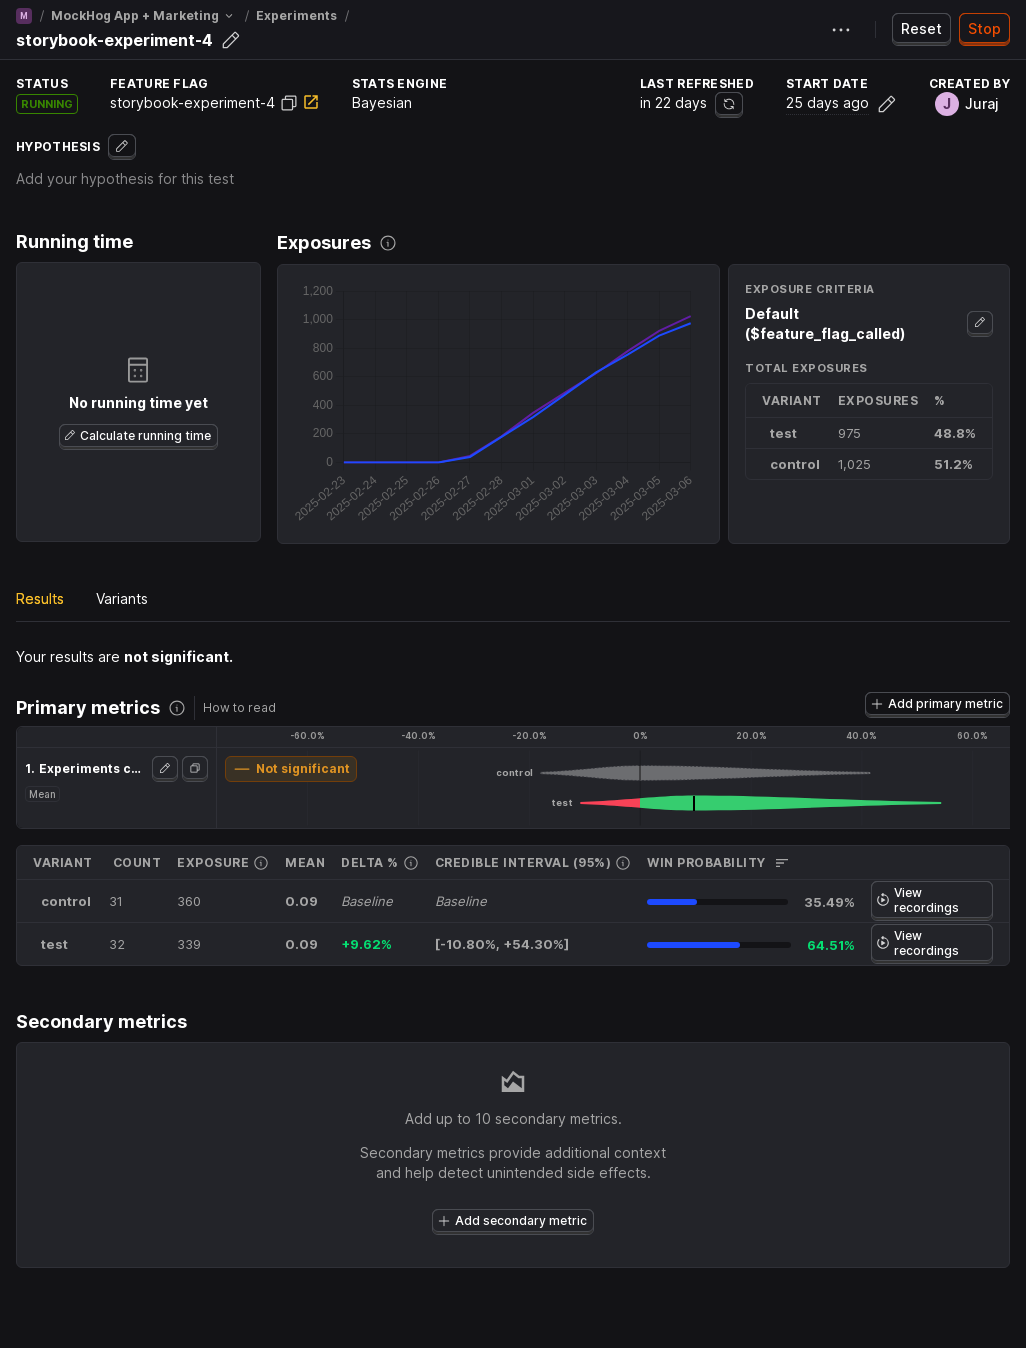 M / MockHog App + Marketing / Experiments /
storybook-experiment-4
Reset
Stop
STATUS
RUNNING
FEATURE FLAG
storybook-experiment-4
STATS ENGINE
Bayesian
LAST REFRESHED
in 22 days
START DATE
25 days ago
CREATED BY
J Juraj
HYPOTHESIS
Add your hypothesis for this test
Running time
No running time yet
Calculate running time
Exposures
1,200
1,000
800
600
400
200
0
2025-02-23
2025-02-24
2025-02-25
2025-02-26
2025-02-27
2025-02-28
2025-03-01
2025-03-02
2025-03-03
2025-03-04
2025-03-05
2025-03-06
EXPOSURE CRITERIA
Default
($feature_flag_called)
TOTAL EXPOSURES
VARIANT EXPOSURES %
test 975 48.8%
control 1,025 51.2%
Results Variants
Your results are not significant.
Primary metrics
How to read
Add primary metric
-60.0% -40.0% -20.0% 0% 20.0% 40.0% 60.0%
1. Experiments c...
Mean
Not significant
control
test
VARIANT COUNT EXPOSURE MEAN DELTA % CREDIBLE INTERVAL (95%) WIN PROBABILITY
control 31 360 0.09 Baseline Baseline 35.49%
View
recordings
test 32 339 0.09 +9.62% [-10.80%, +54.30%] 64.51%
View
recordings
Secondary metrics
Add up to 10 secondary metrics.
Secondary metrics provide additional context
and help detect unintended side effects.
Add secondary metric